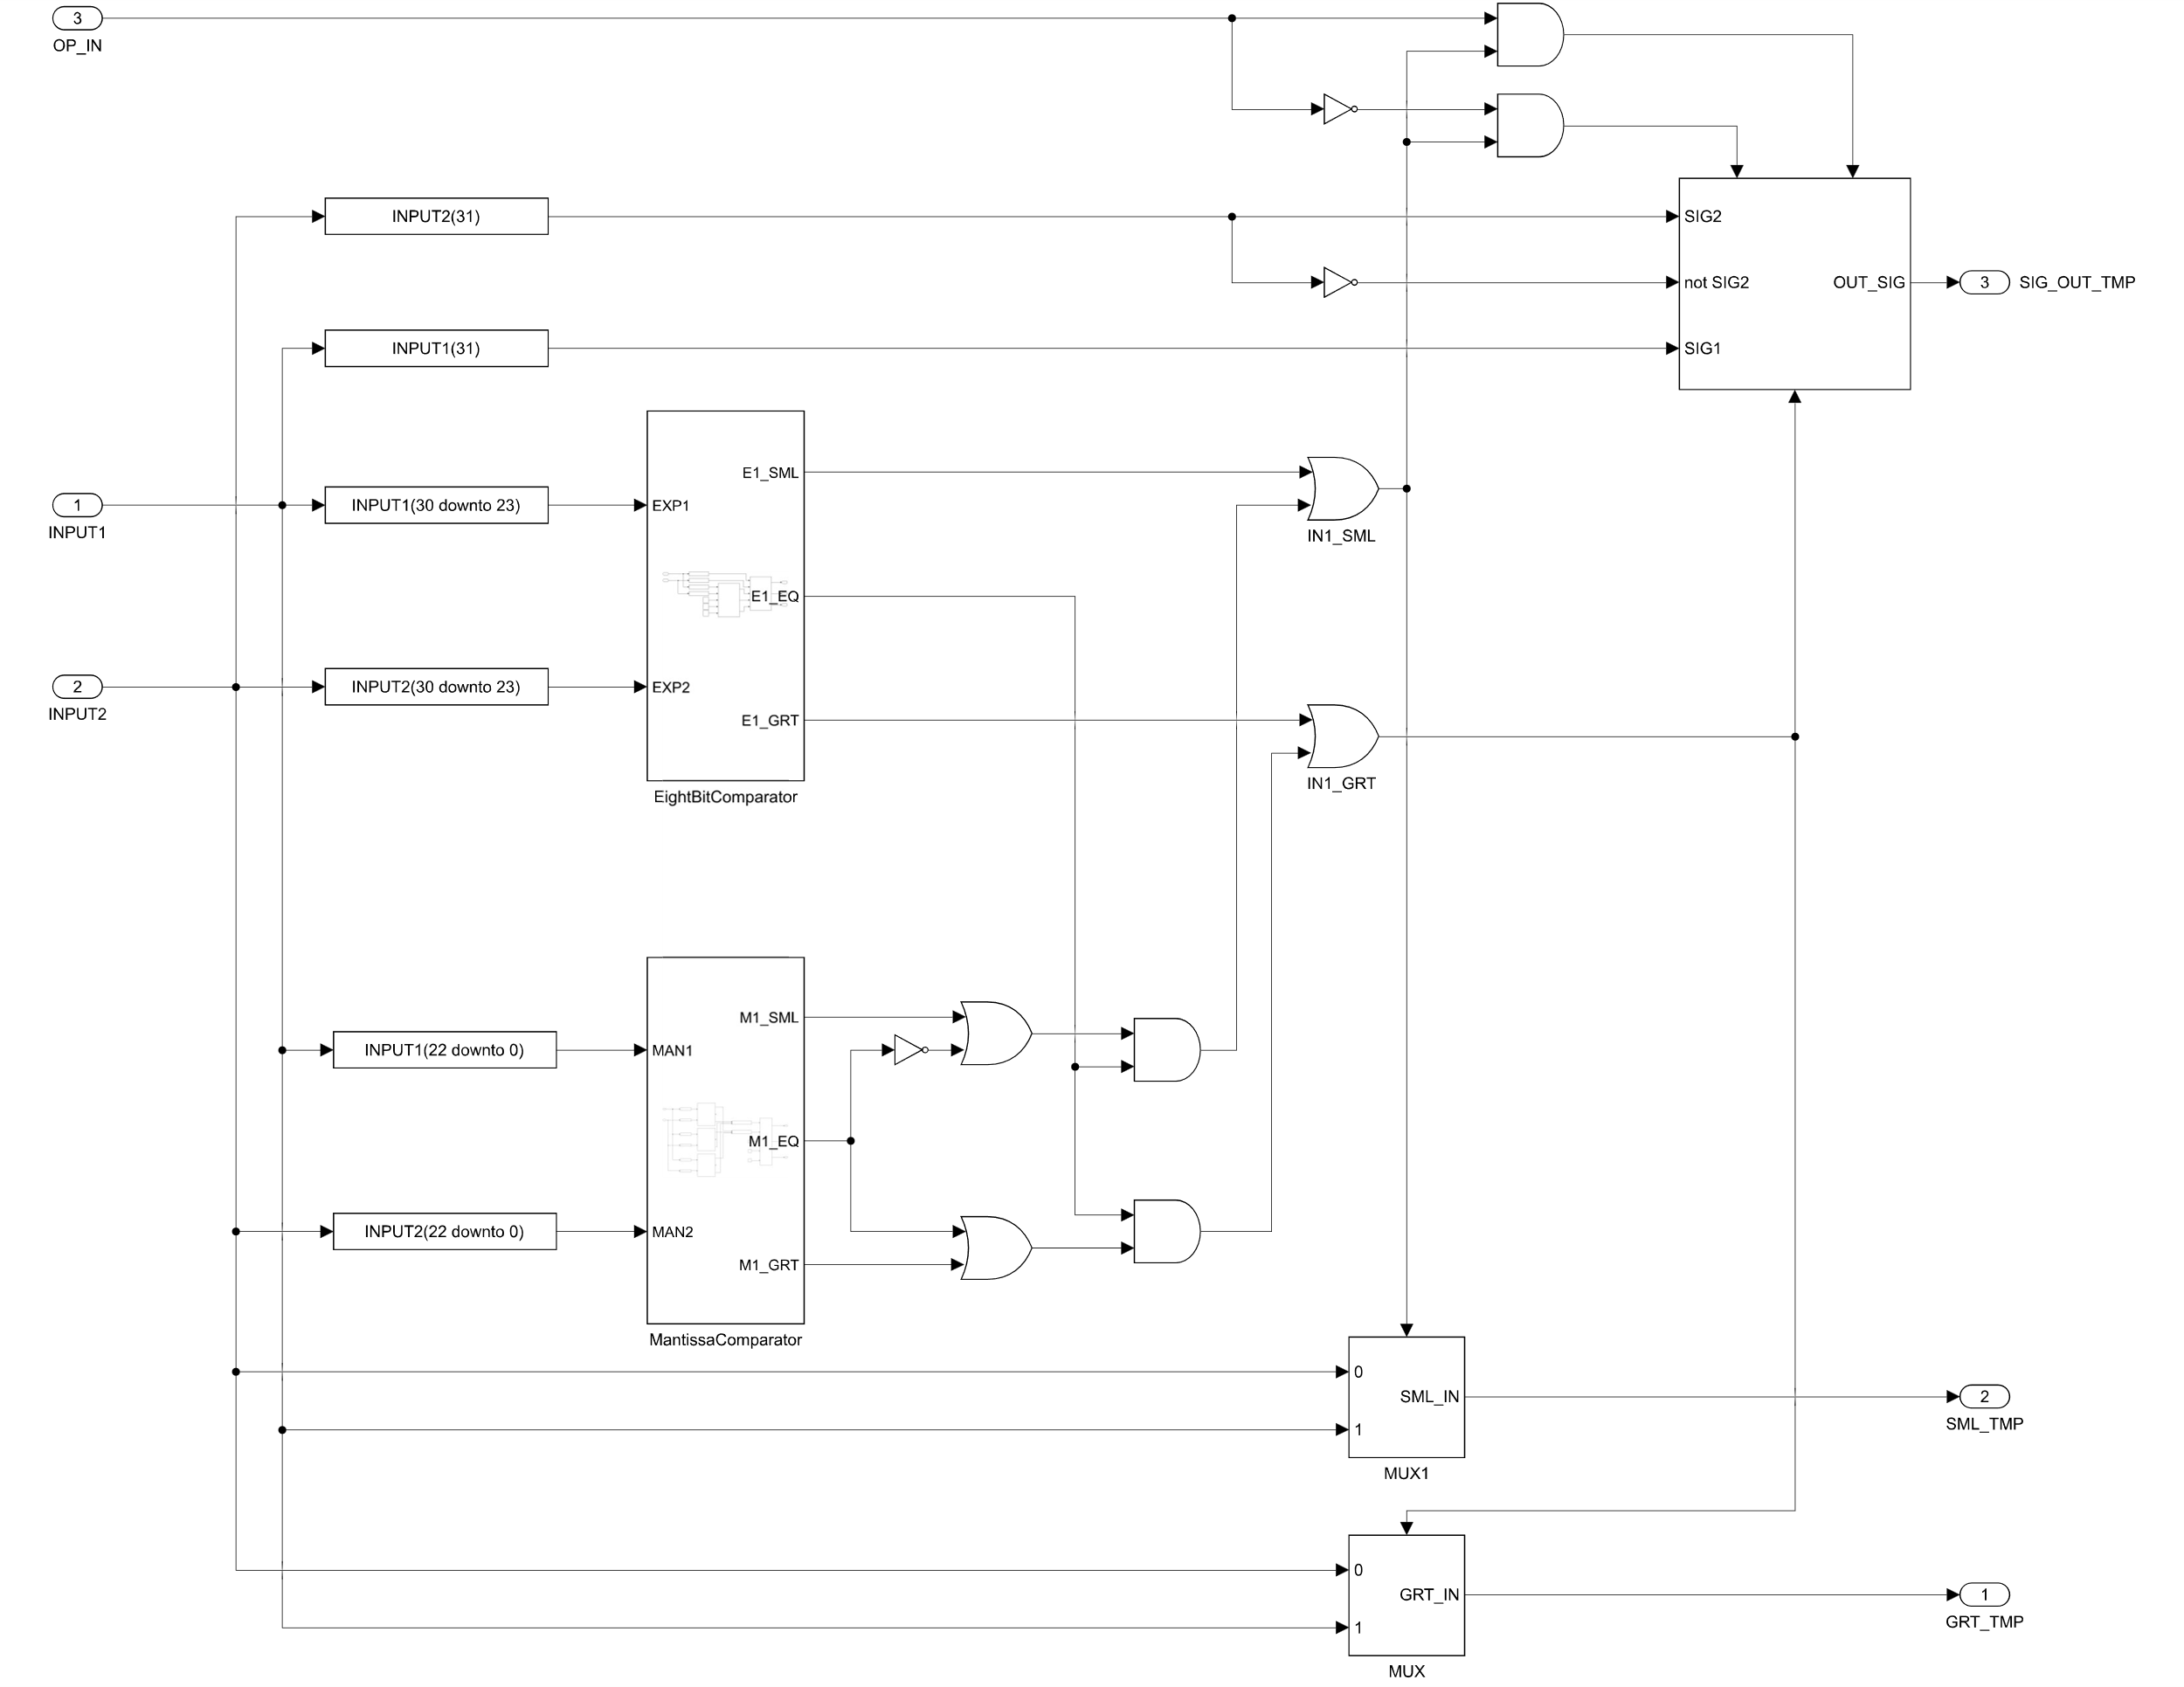 3
OP_IN
INPUT2(31)
SIG2
not SIG2
OUT_SIG
3
SIG_OUT_TMP
INPUT1(31)
SIG1
E1_SML
1
INPUT1
INPUT1(30 downto 23)
EXP1
IN1_SML
E1_EQ
2
INPUT2
INPUT2(30 downto 23)
EXP2
E1_GRT
IN1_GRT
EightBitComparator
M1_SML
INPUT1(22 downto 0)
MAN1
M1_EQ
INPUT2(22 downto 0)
MAN2
M1_GRT
MantissaComparator
0
SML_IN
1
2
SML_TMP
MUX1
0
GRT_IN
1
1
GRT_TMP
MUX